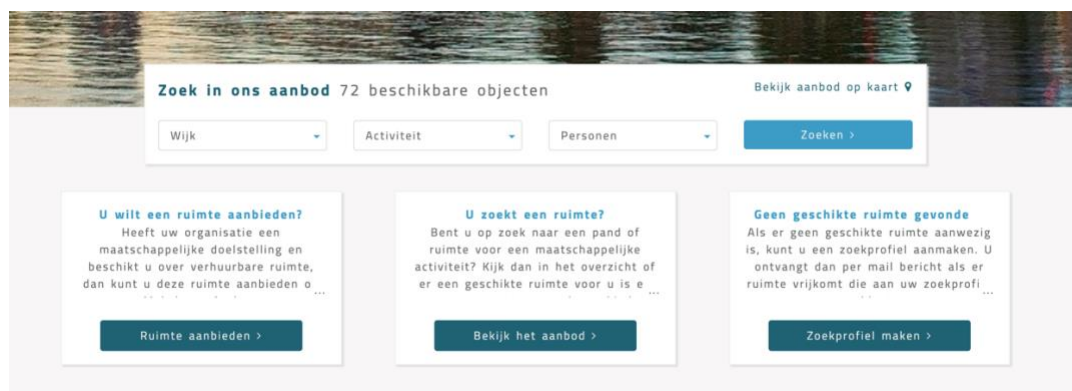 Zoek in ons aanbod 72 beschikbare objecten
Bekijk aanbod op kaart
Wijk
Activiteit
Personen
Zoeken >
U wilt een ruimte aanbieden?
Heeft uw organisatie een
maatschappelijke doelstelling en
beschikt u over verhuurbare ruimte,
dan kunt u deze ruimte aanbieden o...
Ruimte aanbieden >
U zoekt een ruimte?
Bent u op zoek naar een pand of
ruimte voor een maatschappelijke
activiteit? Kijk dan in het overzicht of
er een geschikte ruimte voor u is e...
Bekijk het aanbod >
Geen geschikte ruimte gevonde
Als er geen geschikte ruimte aanwezig
is, kunt u een zoekprofiel aanmaken. U
ontvangt dan per mail bericht als er
ruimte vrijkomt die aan uw zoekprofi...
Zoekprofiel maken >